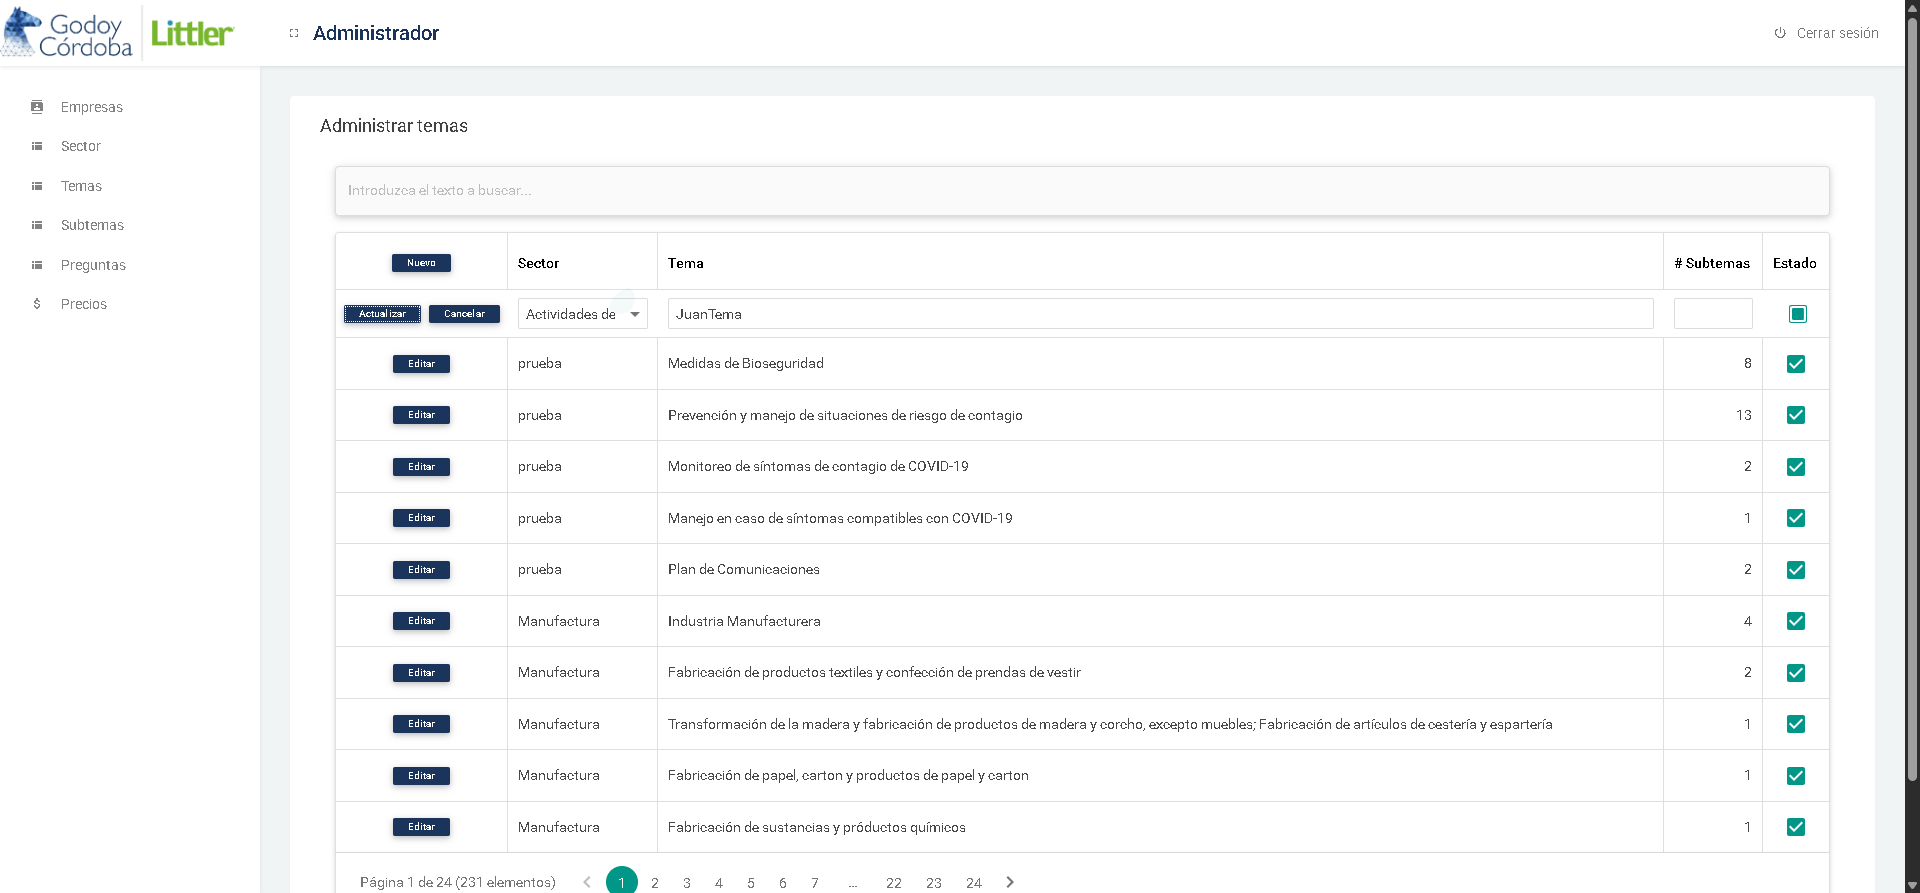 Godoy
Córdoba
Littler
Administrador
Cerrar sesión
Empresas
Sector
Temas
Subtemas
Preguntas
$ Precios
Administrar temas
Introduzca el texto a buscar...
Nuevo Sector Tema # Subtemas Estado
Actualizar Cancelar Actividades de JuanTema
Editar prueba Medidas de Bioseguridad 8
Editar prueba Prevención y manejo de situaciones de riesgo de contagio 13
Editar prueba Monitoreo de síntomas de contagio de COVID-19 2
Editar prueba Manejo en caso de síntomas compatibles con COVID-19 1
Editar prueba Plan de Comunicaciones 2
Editar Manufactura Industria Manufacturera 4
Editar Manufactura Fabricación de productos textiles y confección de prendas de vestir 2
Editar Manufactura Transformación de la madera y fabricación de productos de madera y corcho, excepto muebles; Fabricación de artículos de cestería y espartería 1
Editar Manufactura Fabricación de papel, carton y productos de papel y carton 1
Editar Manufactura Fabricación de sustancias y próductos químicos 1
Página 1 de 24 (231 elementos) 1 2 3 4 5 6 7 ... 22 23 24